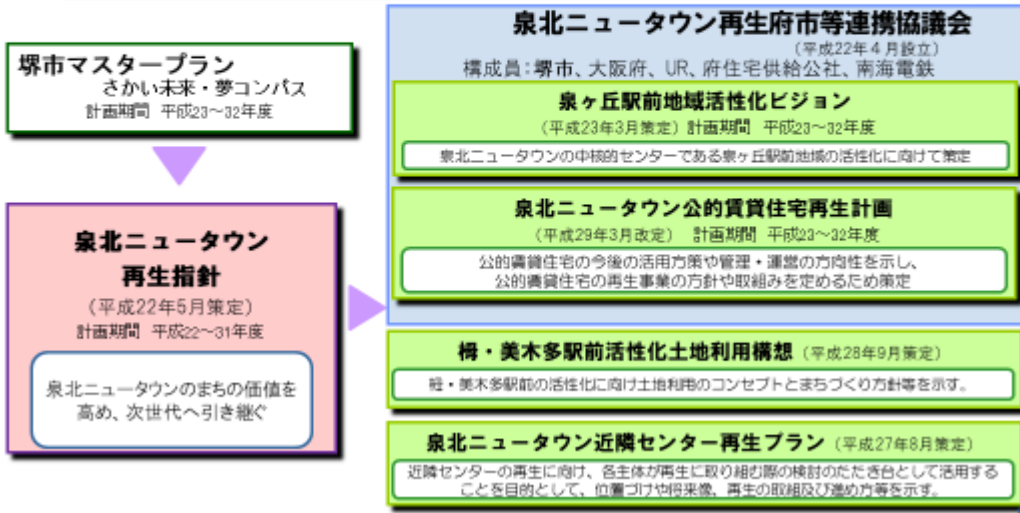 堺市マスタープラン
さかい未来・夢コンパス
計画期間 平成23～32年度
泉北ニュータウン
再生指針
(平成22年5月策定)
計画期間 平成22～31年度
泉北ニュータウンのまちの価値を
高め、次世代へ引き継ぐ
泉北ニュータウン再生府市等連携協議会
(平成22年4月設立)
構成員：堺市、大阪府、UR、府住宅供給公社、南海電鉄
泉ヶ丘駅前地域活性化ビジョン
(平成23年3月策定) 計画期間 平成23～32年度
泉北ニュータウンの中核的センターである泉ヶ丘駅前地域の活性化に向けて策定
泉北ニュータウン公的賃貸住宅再生計画
(平成29年3月改定) 計画期間 平成23～32年度
公的賃貸住宅の今後の活用方策や管理・運営の方向性を示し、
公的賃貸住宅の再生事業の方針や取組みを定めるため策定
栂・美木多駅前活性化土地利用構想 (平成28年9月策定)
栂・美木多駅前の活性化に向け土地利用のコンセプトとまちづくり方針等を示す。
泉北ニュータウン近隣センター再生プラン (平成27年8月策定)
近隣センターの再生に向け、各主体が再生に取り組む際の検討のたたき台として活用する
ことを目的として、位置づけや将来像、再生の取組及び進め方等を示す。